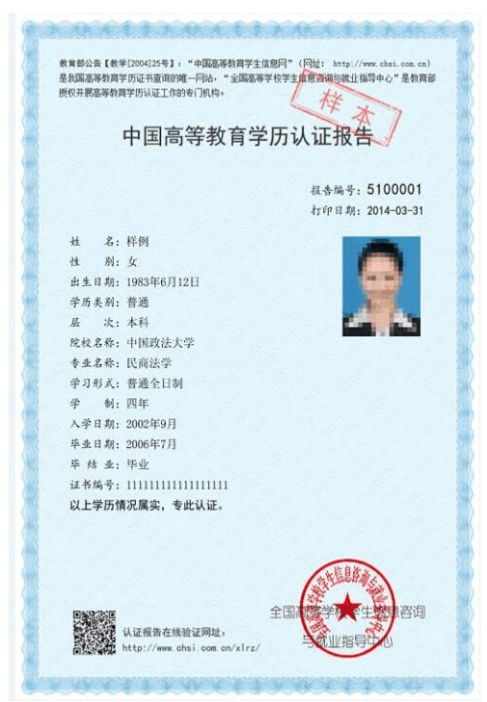 教育部公告【教学[2004]25号】：“中国高等教育学生信息网”（网址： http://www.chsi.com.cn）
是我国高等教育学历证书查询的唯一网站，“全国高等学校学生信息咨询与就业指导中心”是教育部
授权开展高等教育学历认证工作的专门机构。
样本
中国高等教育学历认证报告
报告编号：5100001
打印日期：2014-03-31
姓 名：样例
性 别：女
出生日期：1983年6月12日
学历类别：普通
层 次：本科
院校名称：中国政法大学
专业名称：民商法学
学习形式：普通全日制
学 制：四年
入学日期：2002年9月
毕业日期：2006年7月
毕 结 业：毕业
证书编号：111111111111111111
以上学历情况属实，专此认证。
全国高等学校学生信息咨询
与就业指导中心
认证报告在线验证网址：
http://www.chsi.com.cn/xlrz/